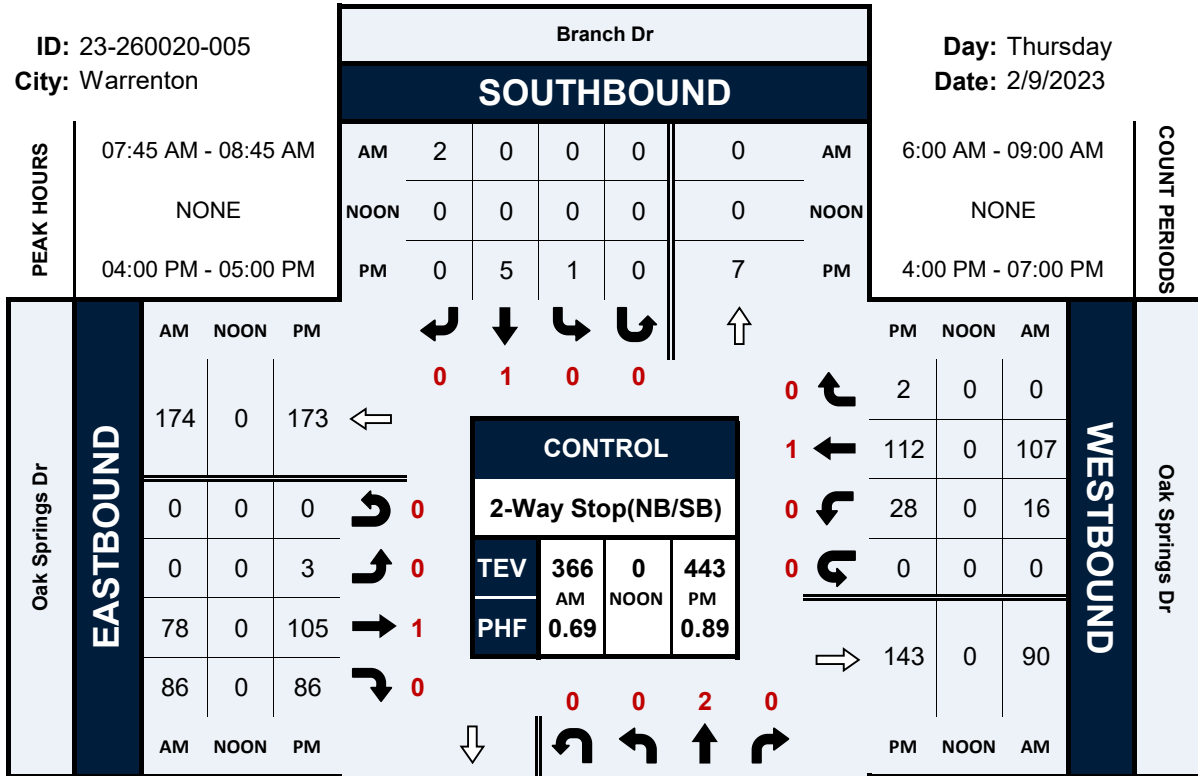 Branch Dr
ID: 23-260020-005
City: Warrenton
Day: Thursday
Date: 2/9/2023
SOUTHBOUND
PEAK HOURS
07:45 AM - 08:45 AM
NONE
04:00 PM - 05:00 PM
AM 2 0 0 0 0 AM
NOON 0 0 0 0 0 NOON
PM 0 5 1 0 7 PM
6:00 AM - 09:00 AM
NONE
4:00 PM - 07:00 PM
COUNT PERIODS
0 1 0 0
Oak Springs Dr
EASTBOUND
AM NOON PM
174 0 173
0 0 0 0
0 0 3 0
78 0 105 1
86 0 86 0
AM NOON PM
CONTROL
2-Way Stop(NB/SB)
TEV 366 0 443
AM NOON PM
PHF 0.69 0.89
PM NOON AM
0 2 0 0
1 112 0 107
0 28 0 16
0 0 0 0
143 0 90
PM NOON AM
WESTBOUND
Oak Springs Dr
0 0 2 0